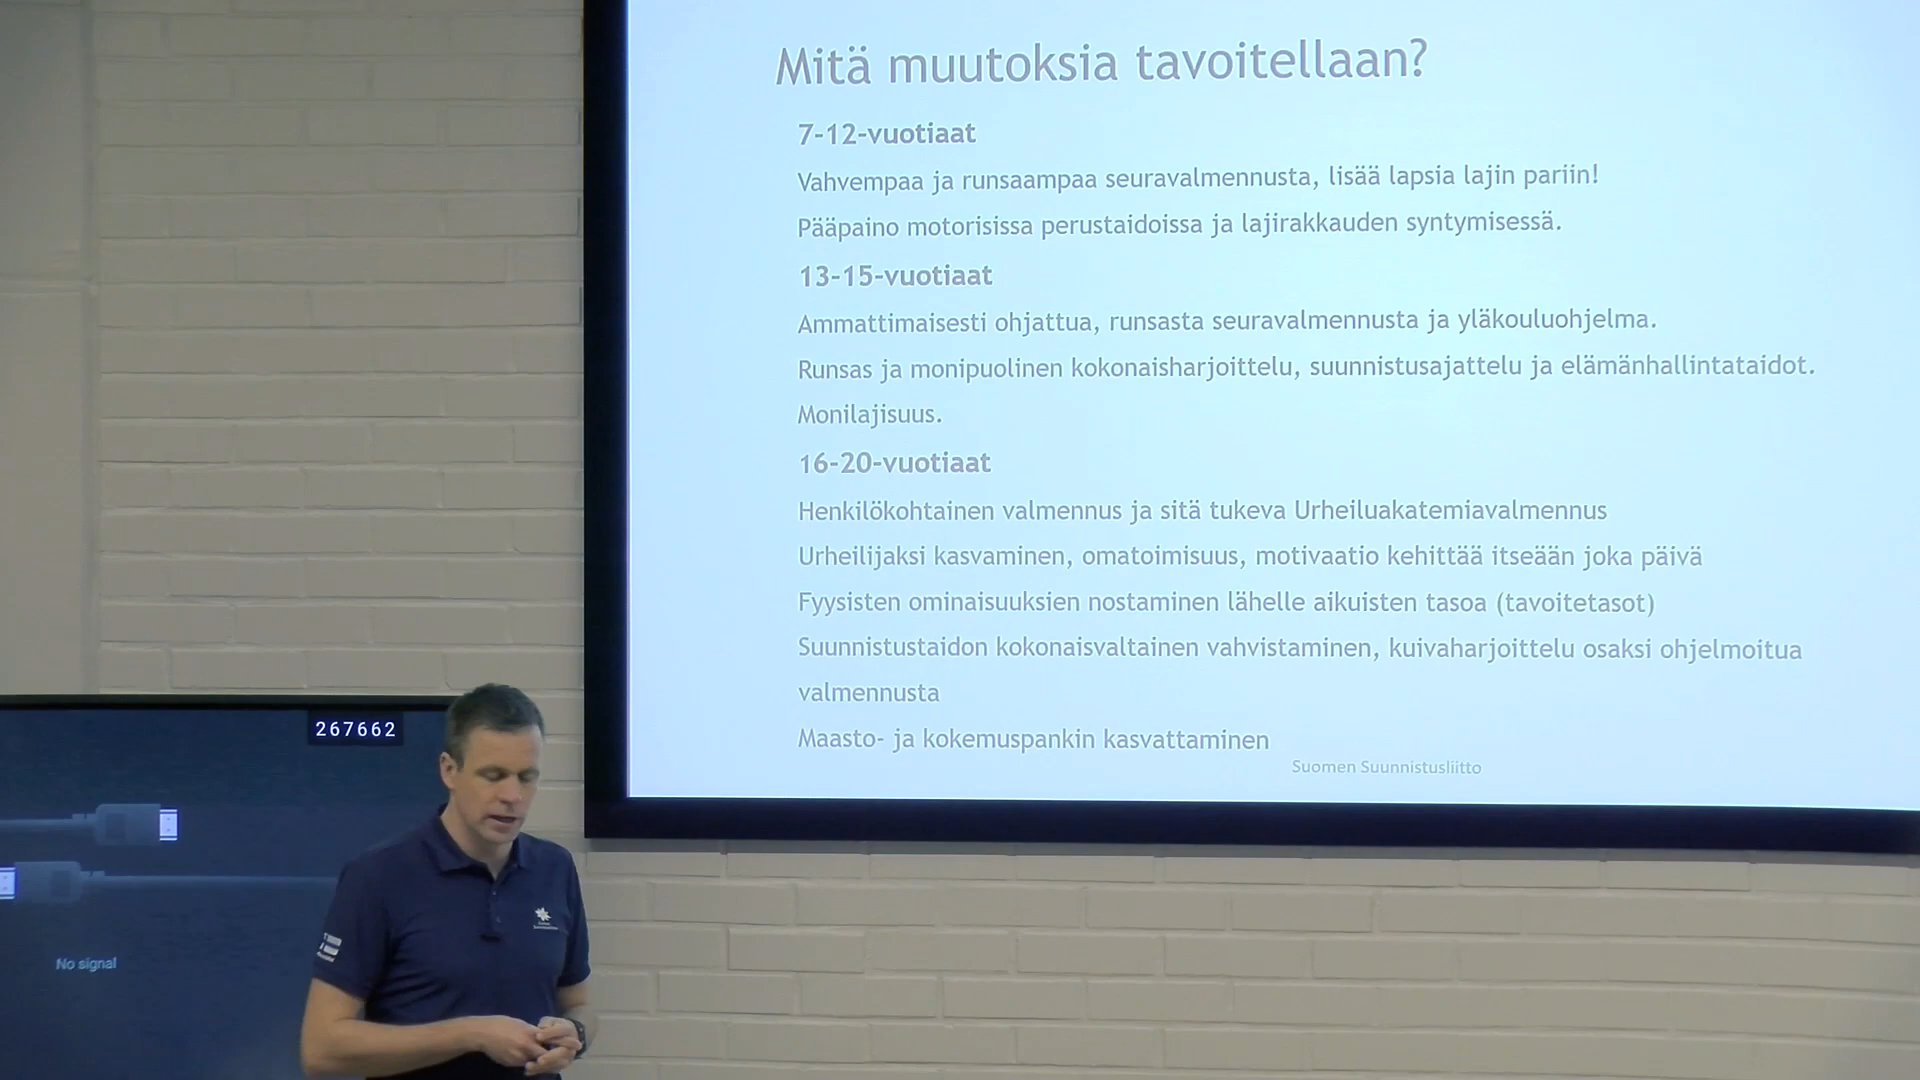 Mitä muutoksia tavoitellaan?
7-12-vuotiaat
Vahvempaa ja runsaampaa seuravalmennusta, lisää lapsia lajin pariin!
Pääpaino motorisissa perustaidoissa ja lajirakkauden syntymisessä.
13-15-vuotiaat
Ammattimaisesti ohjattua, runsasta seuravalmennusta ja yläkouluohjelma.
Runsas ja monipuolinen kokonaisharjoittelu, suunnistusajattelu ja elämänhallintataidot.
Monilajisuus.
16-20-vuotiaat
Henkilökohtainen valmennus ja sitä tukeva Urheiluakatemiavalmennus
Urheilijaksi kasvaminen, omatoimisuus, motivaatio kehittää itseään joka päivä
Fyysisten ominaisuuksien nostaminen lähelle aikuisten tasoa (tavoitetasot)
Suunnistustaidon kokonaisvaltainen vahvistaminen, kuivaharjoittelu osaksi ohjelmoitua
valmennusta
Maasto- ja kokemuspankin kasvattaminen
Suomen Suunnistusliitto
267662
No signal